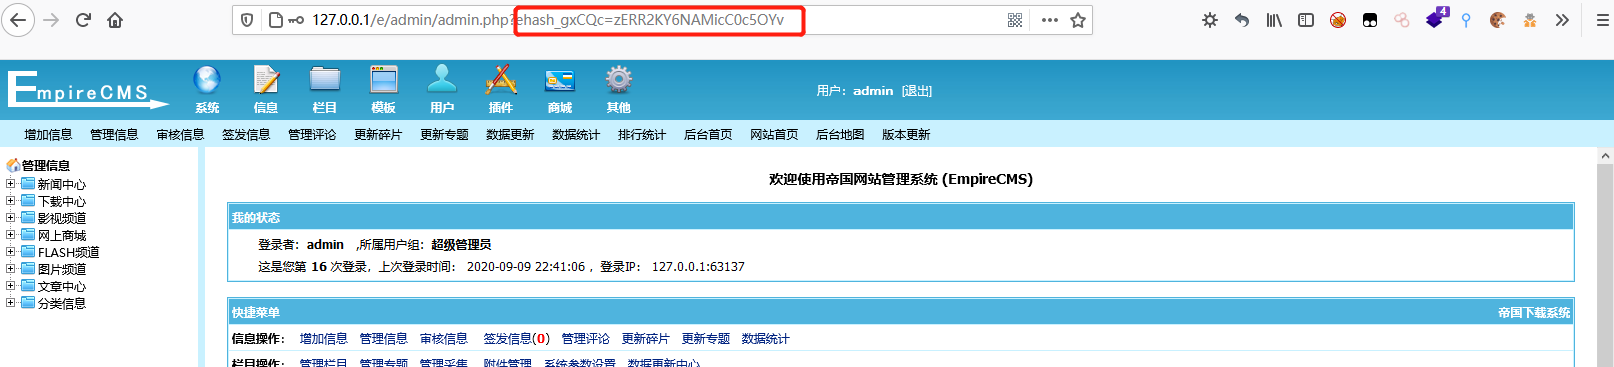 127.0.0.1/e/admin/admin.php?ehash_gxCQc=zERR2KY6NAMicC0c5OYv
4
EmpireCMS
系统 信息 栏目 模板 用户 插件 商城 其他
用户：admin [退出]
增加信息 管理信息 审核信息 签发信息 管理评论 更新碎片 更新专题 数据更新 数据统计 排行统计 后台首页 网站首页 后台地图 版本更新
管理信息
新闻中心
下载中心
影视频道
网上商城
FLASH频道
图片频道
文章中心
分类信息
欢迎使用帝国网站管理系统 (EmpireCMS)
我的状态
登录者：admin ,所属用户组：超级管理员
这是您第 16 次登录，上次登录时间： 2020-09-09 22:41:06 ，登录IP： 127.0.0.1:63137
快捷菜单 帝国下载系统
信息操作： 增加信息 管理信息 审核信息 签发信息(0) 管理评论 更新碎片 更新专题 数据统计
栏目操作： 管理栏目 管理专题 管理采集 附件管理 系统参数设置 数据更新中心